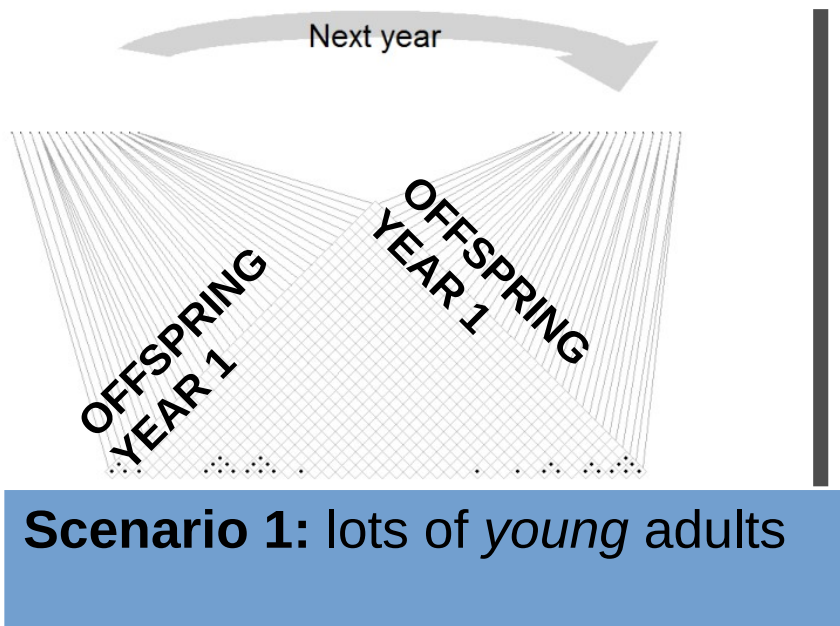 Next year
OFFSPRING
YEAR 1
OFFSPRING
YEAR 1
Scenario 1: lots of young adults